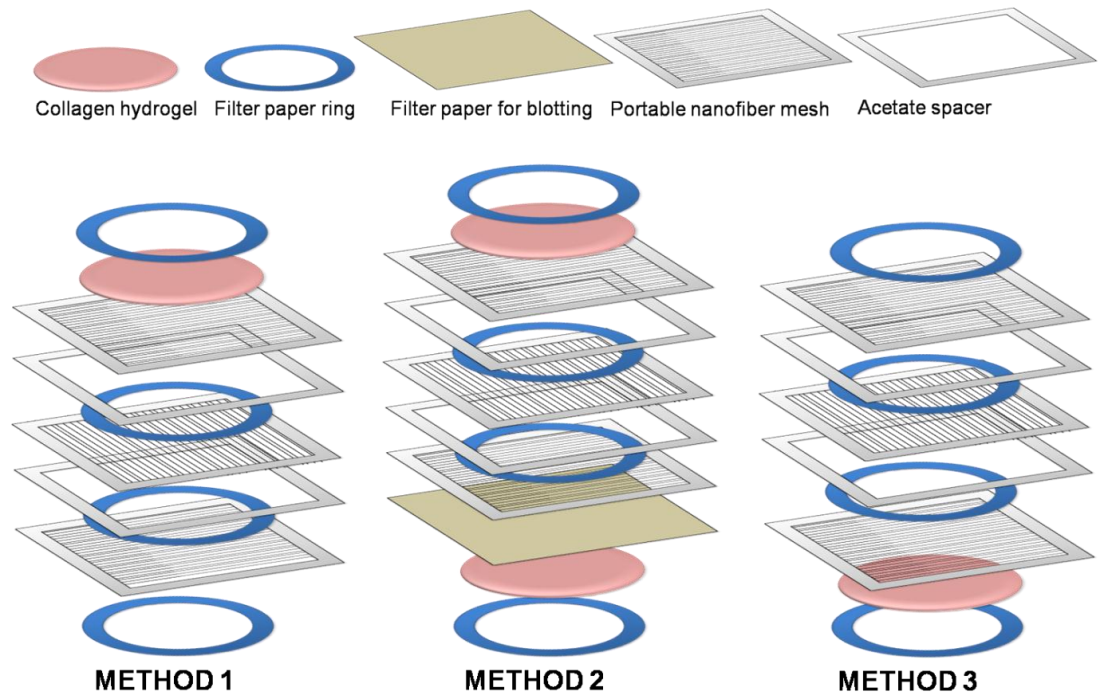 Collagen hydrogel
Filter paper ring
Filter paper for blotting
Portable nanofiber mesh
Acetate spacer
METHOD 1
METHOD 2
METHOD 3